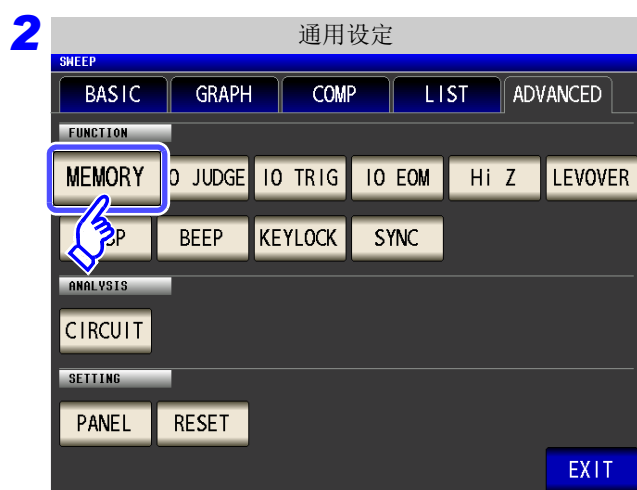 2
通用设定
SWEEP
BASIC GRAPH COMP LIST ADVANCED
FUNCTION
MEMORY O JUDGE IO TRIG IO EOM Hi Z LEVOVER
BEEP KEYLOCK SYNC
ANALYSIS
CIRCUIT
SETTING
PANEL RESET
EXIT